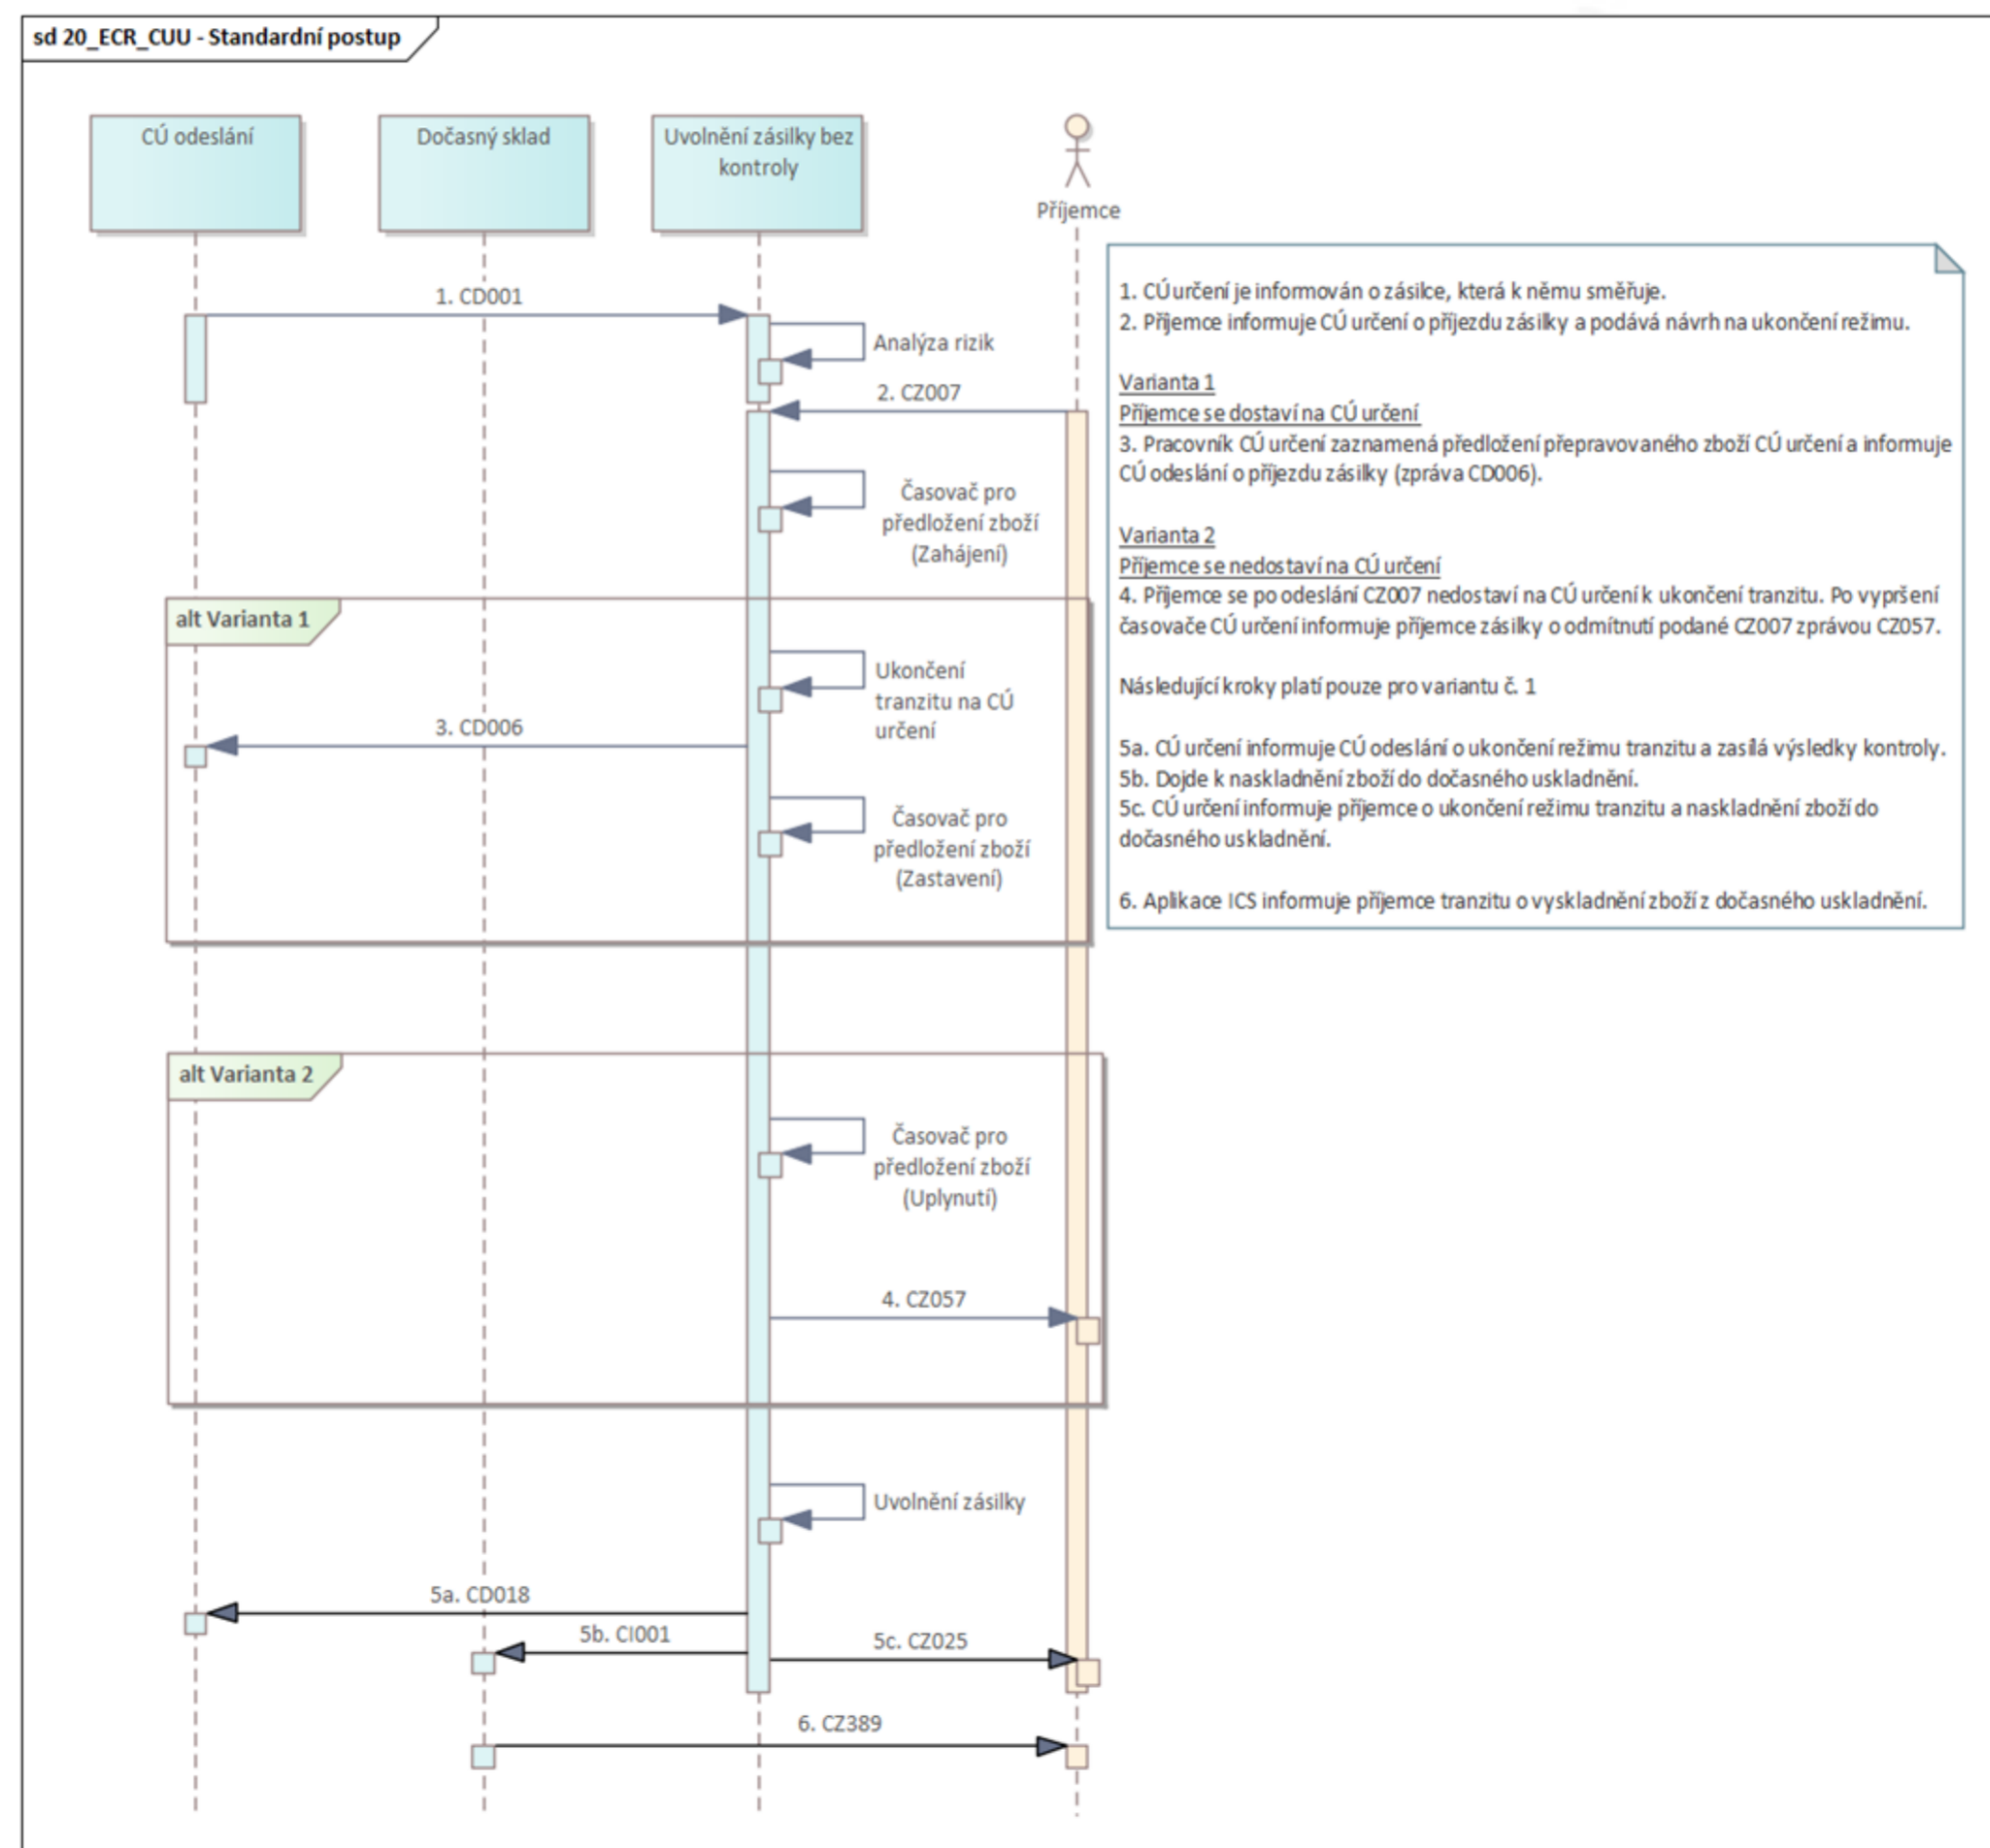 sd 20_ECR_CUU - Standardní postup
CÚ odeslání
Dočasný sklad
Uvolnění zásilky bez
kontroly
Příjemce
1. CD001
Analýza rizik
2. CZ007
Časovač pro
předložení zboží
(Zahájení)
alt Varianta 1
Ukončení
tranzitu na CÚ
určení
3. CD006
Časovač pro
předložení zboží
(Zastavení)
alt Varianta 2
Časovač pro
předložení zboží
(Uplynutí)
4. CZ057
Uvolnění zásilky
5a. CD018
5b. CI001
5c. CZ025
6. CZ389
1. CÚ určení je informován o zásilce, která k němu směřuje.
2. Příjemce informuje CÚ určení o příjezdu zásilky a podává návrh na ukončení režimu.
Varianta 1
Příjemce se dostaví na CÚ určení
3. Pracovník CÚ určení zaznamená předložení přepravovaného zboží CÚ určení a informuje
CÚ odeslání o příjezdu zásilky (zpráva CD006).
Varianta 2
Příjemce se nedostaví na CÚ určení
4. Příjemce se po odeslání CZ007 nedostaví na CÚ určení k ukončení tranzitu. Po vypršení
časovače CÚ určení informuje příjemce zásilky o odmítnutí podané CZ007 zprávou CZ057.
Následující kroky platí pouze pro variantu č. 1
5a. CÚ určení informuje CÚ odeslání o ukončení režimu tranzitu a zasílá výsledky kontroly.
5b. Dojde k naskladnění zboží do dočasného uskladnění.
5c. CÚ určení informuje příjemce o ukončení režimu tranzitu a naskladnění zboží do
dočasného uskladnění.
6. Aplikace ICS informuje příjemce tranzitu o vyskladnění zboží z dočasného uskladnění.